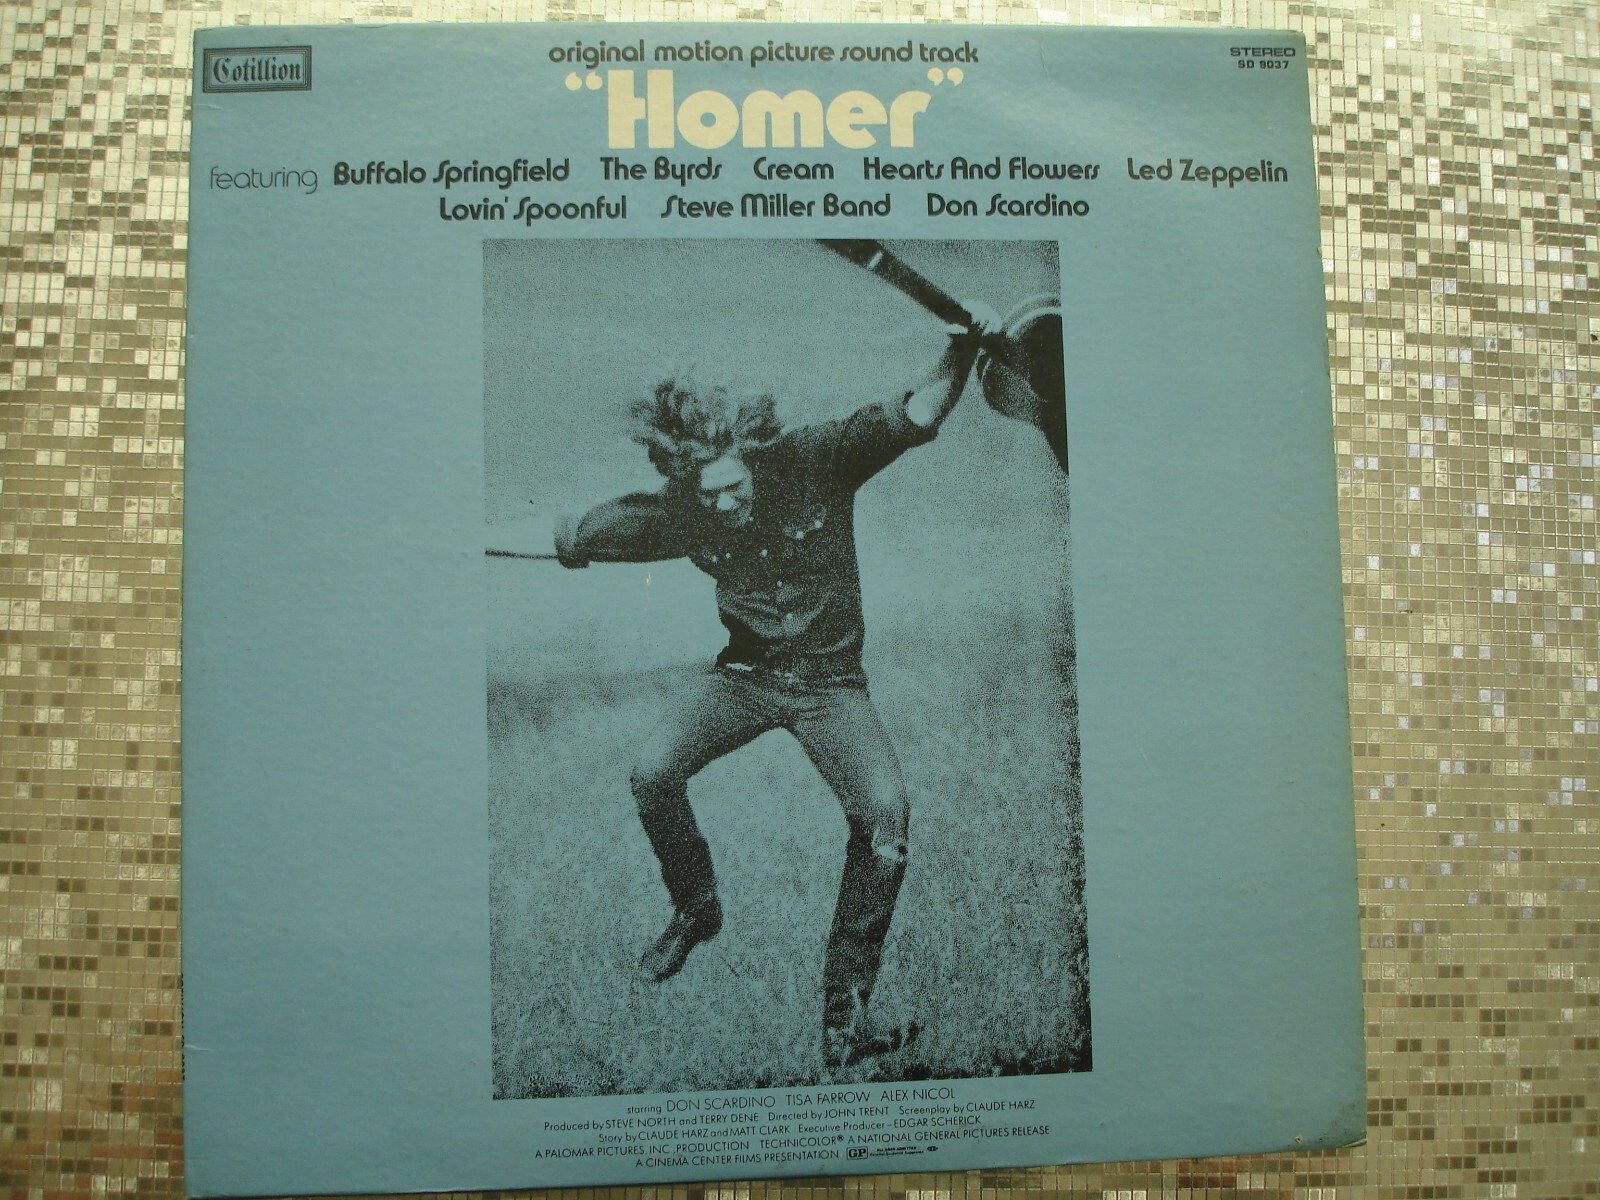 Cotillion
original motion picture sound track
STEREO
SD 9037
"Homer"
featuring Buffalo Springfield The Byrds Cream Hearts And Flowers Led Zeppelin
Lovin' Spoonful Steve Miller Band Don Scardino
starring DON SCARDINO TISA FARROW ALEX NICOL
Produced by STEVE NORTH and TERRY DENE Directed by JOHN TRENT Screenplay by CLAUDE HARZ
Story by CLAUDE HARZ and MATT CLARK Executive Producer – EDGAR SCHERICK
A PALOMAR PICTURES, INC. PRODUCTION TECHNICOLOR® A NATIONAL GENERAL PICTURES RELEASE
A CINEMA CENTER FILMS PRESENTATION GP